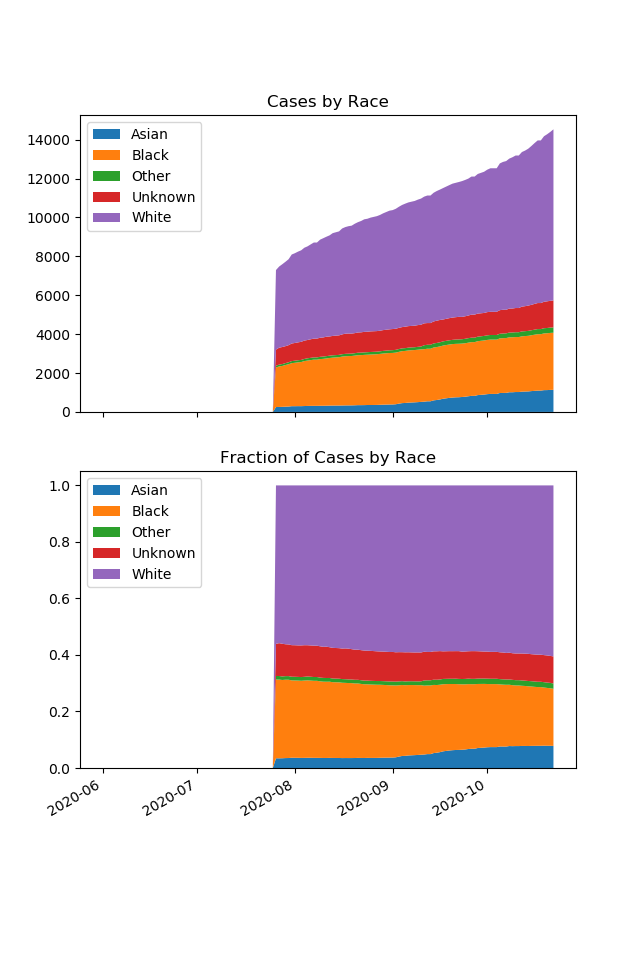 Cases by Race
14000
12000
10000
8000
6000
4000
2000
0
Asian
Black
Other
Unknown
White
Fraction of Cases by Race
1.0
0.8
0.6
0.4
0.2
0.0
Asian
Black
Other
Unknown
White
2020-06
2020-07
2020-08
2020-09
2020-10